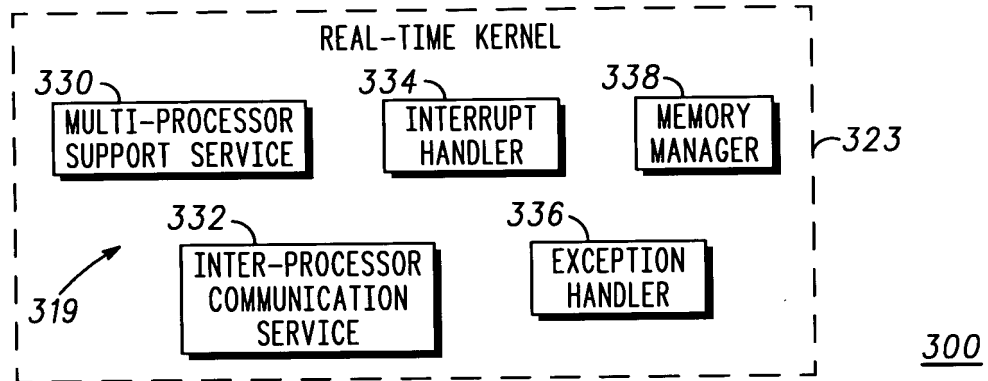 REAL-TIME KERNEL
330
MULTI-PROCESSOR
SUPPORT SERVICE
334
INTERRUPT
HANDLER
338
MEMORY
MANAGER
323
332
INTER-PROCESSOR
COMMUNICATION
SERVICE
336
EXCEPTION
HANDLER
319
300